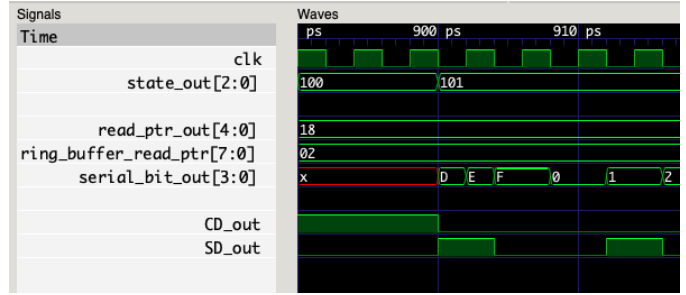 Signals
Waves
Time
ps 900 ps 910 ps
clk
state_out[2:0] 100 101
read_ptr_out[4:0] 18
ring_buffer_read_ptr[7:0] 02
serial_bit_out[3:0] x D E F 0 1 2
CD_out
SD_out